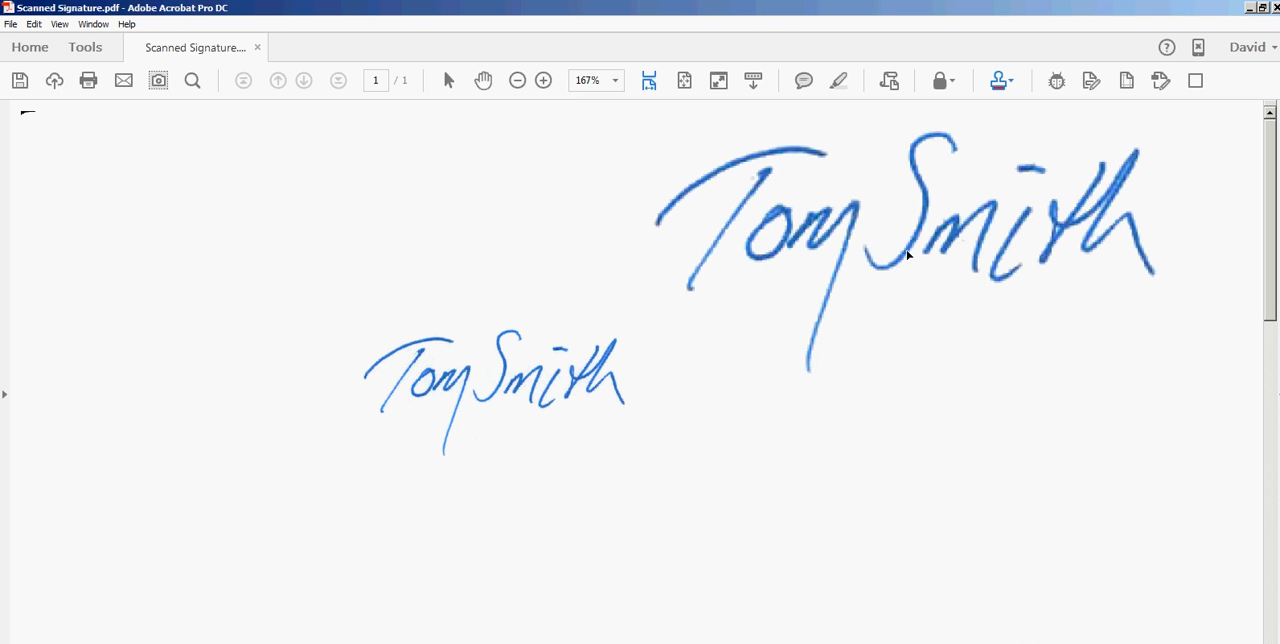 Scanned Signature.pdf - Adobe Acrobat Pro DC
File Edit View Window Help
Home Tools Scanned Signature.... × David
1 / 1 167%
Tom Smith
Tom Smith